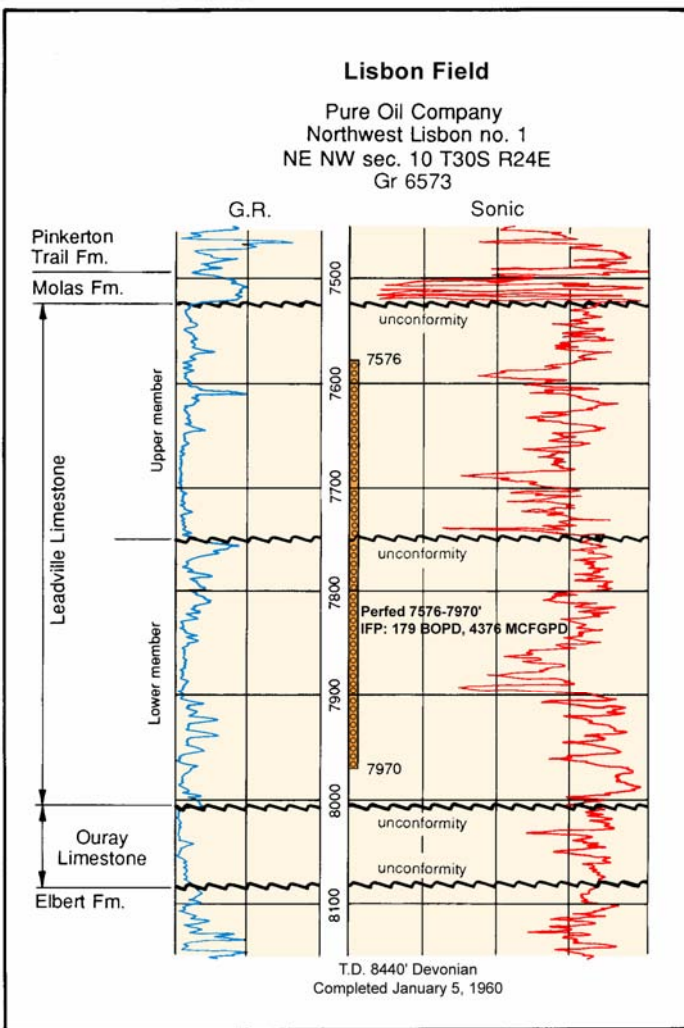 Lisbon Field
Pure Oil Company
Northwest Lisbon no. 1
NE NW sec. 10 T30S R24E
Gr 6573
G.R.
Sonic
Pinkerton
Trail Fm.
Molas Fm.
7500
unconformity
7576
7600
Upper member
Leadville Limestone
7700
unconformity
7800
Perfed 7576-7970'
IFP: 179 BOPD, 4376 MCFGPD
Lower member
7900
7970
8000
unconformity
Ouray
Limestone
unconformity
Elbert Fm.
8100
T.D. 8440' Devonian
Completed January 5, 1960